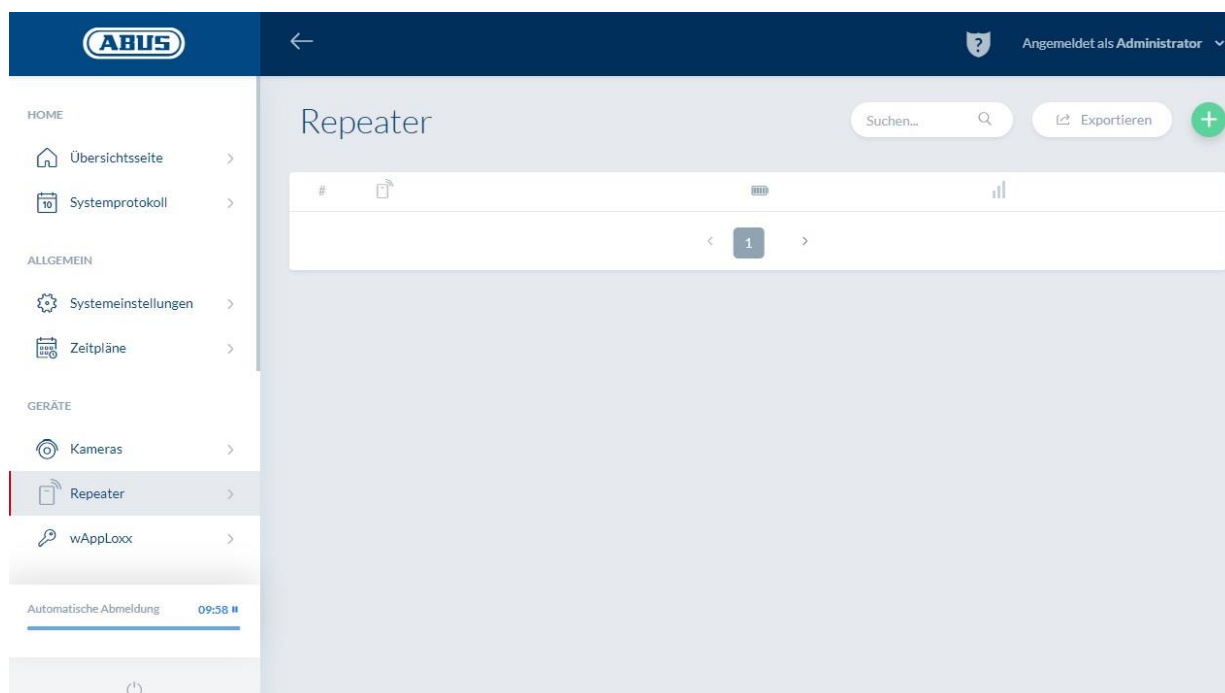 ABUS
Angemeldet als Administrator
HOME
Übersichtsseite
10 Systemprotokoll
ALLGEMEIN
Systemeinstellungen
Zeitpläne
GERÄTE
Kameras
Repeater
wAppLoxx
Automatische Abmeldung 09:58
Repeater
Suchen...
Exportieren
#
1